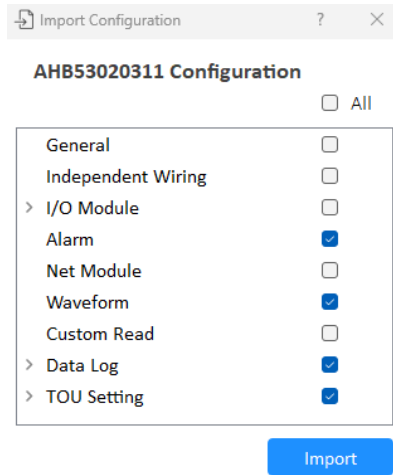 Import Configuration ?
AHB53020311 Configuration
All
General
Independent Wiring
I/O Module
Alarm
Net Module
Waveform
Custom Read
Data Log
TOU Setting
Import